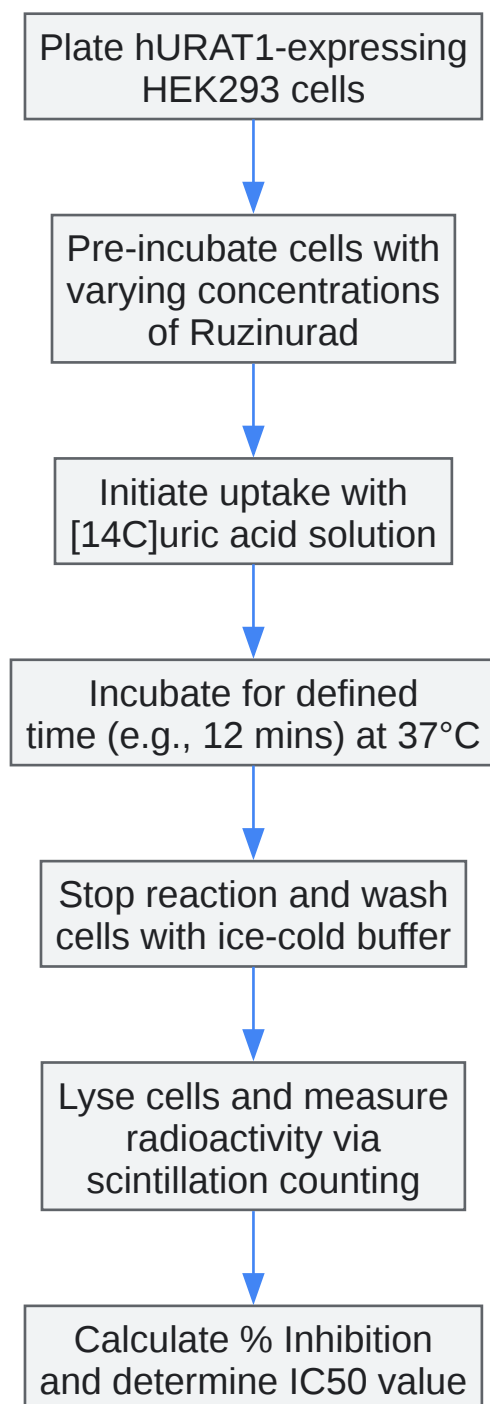 Plate hURAT1-expressing
HEK293 cells
Pre-incubate cells with
varying concentrations
of Ruzinurad
Initiate uptake with
[14C]uric acid solution
Incubate for defined
time (e.g., 12 mins) at 37°C
Stop reaction and wash
cells with ice-cold buffer
Lyse cells and measure
radioactivity via
scintillation counting
Calculate % Inhibition
and determine IC50 value